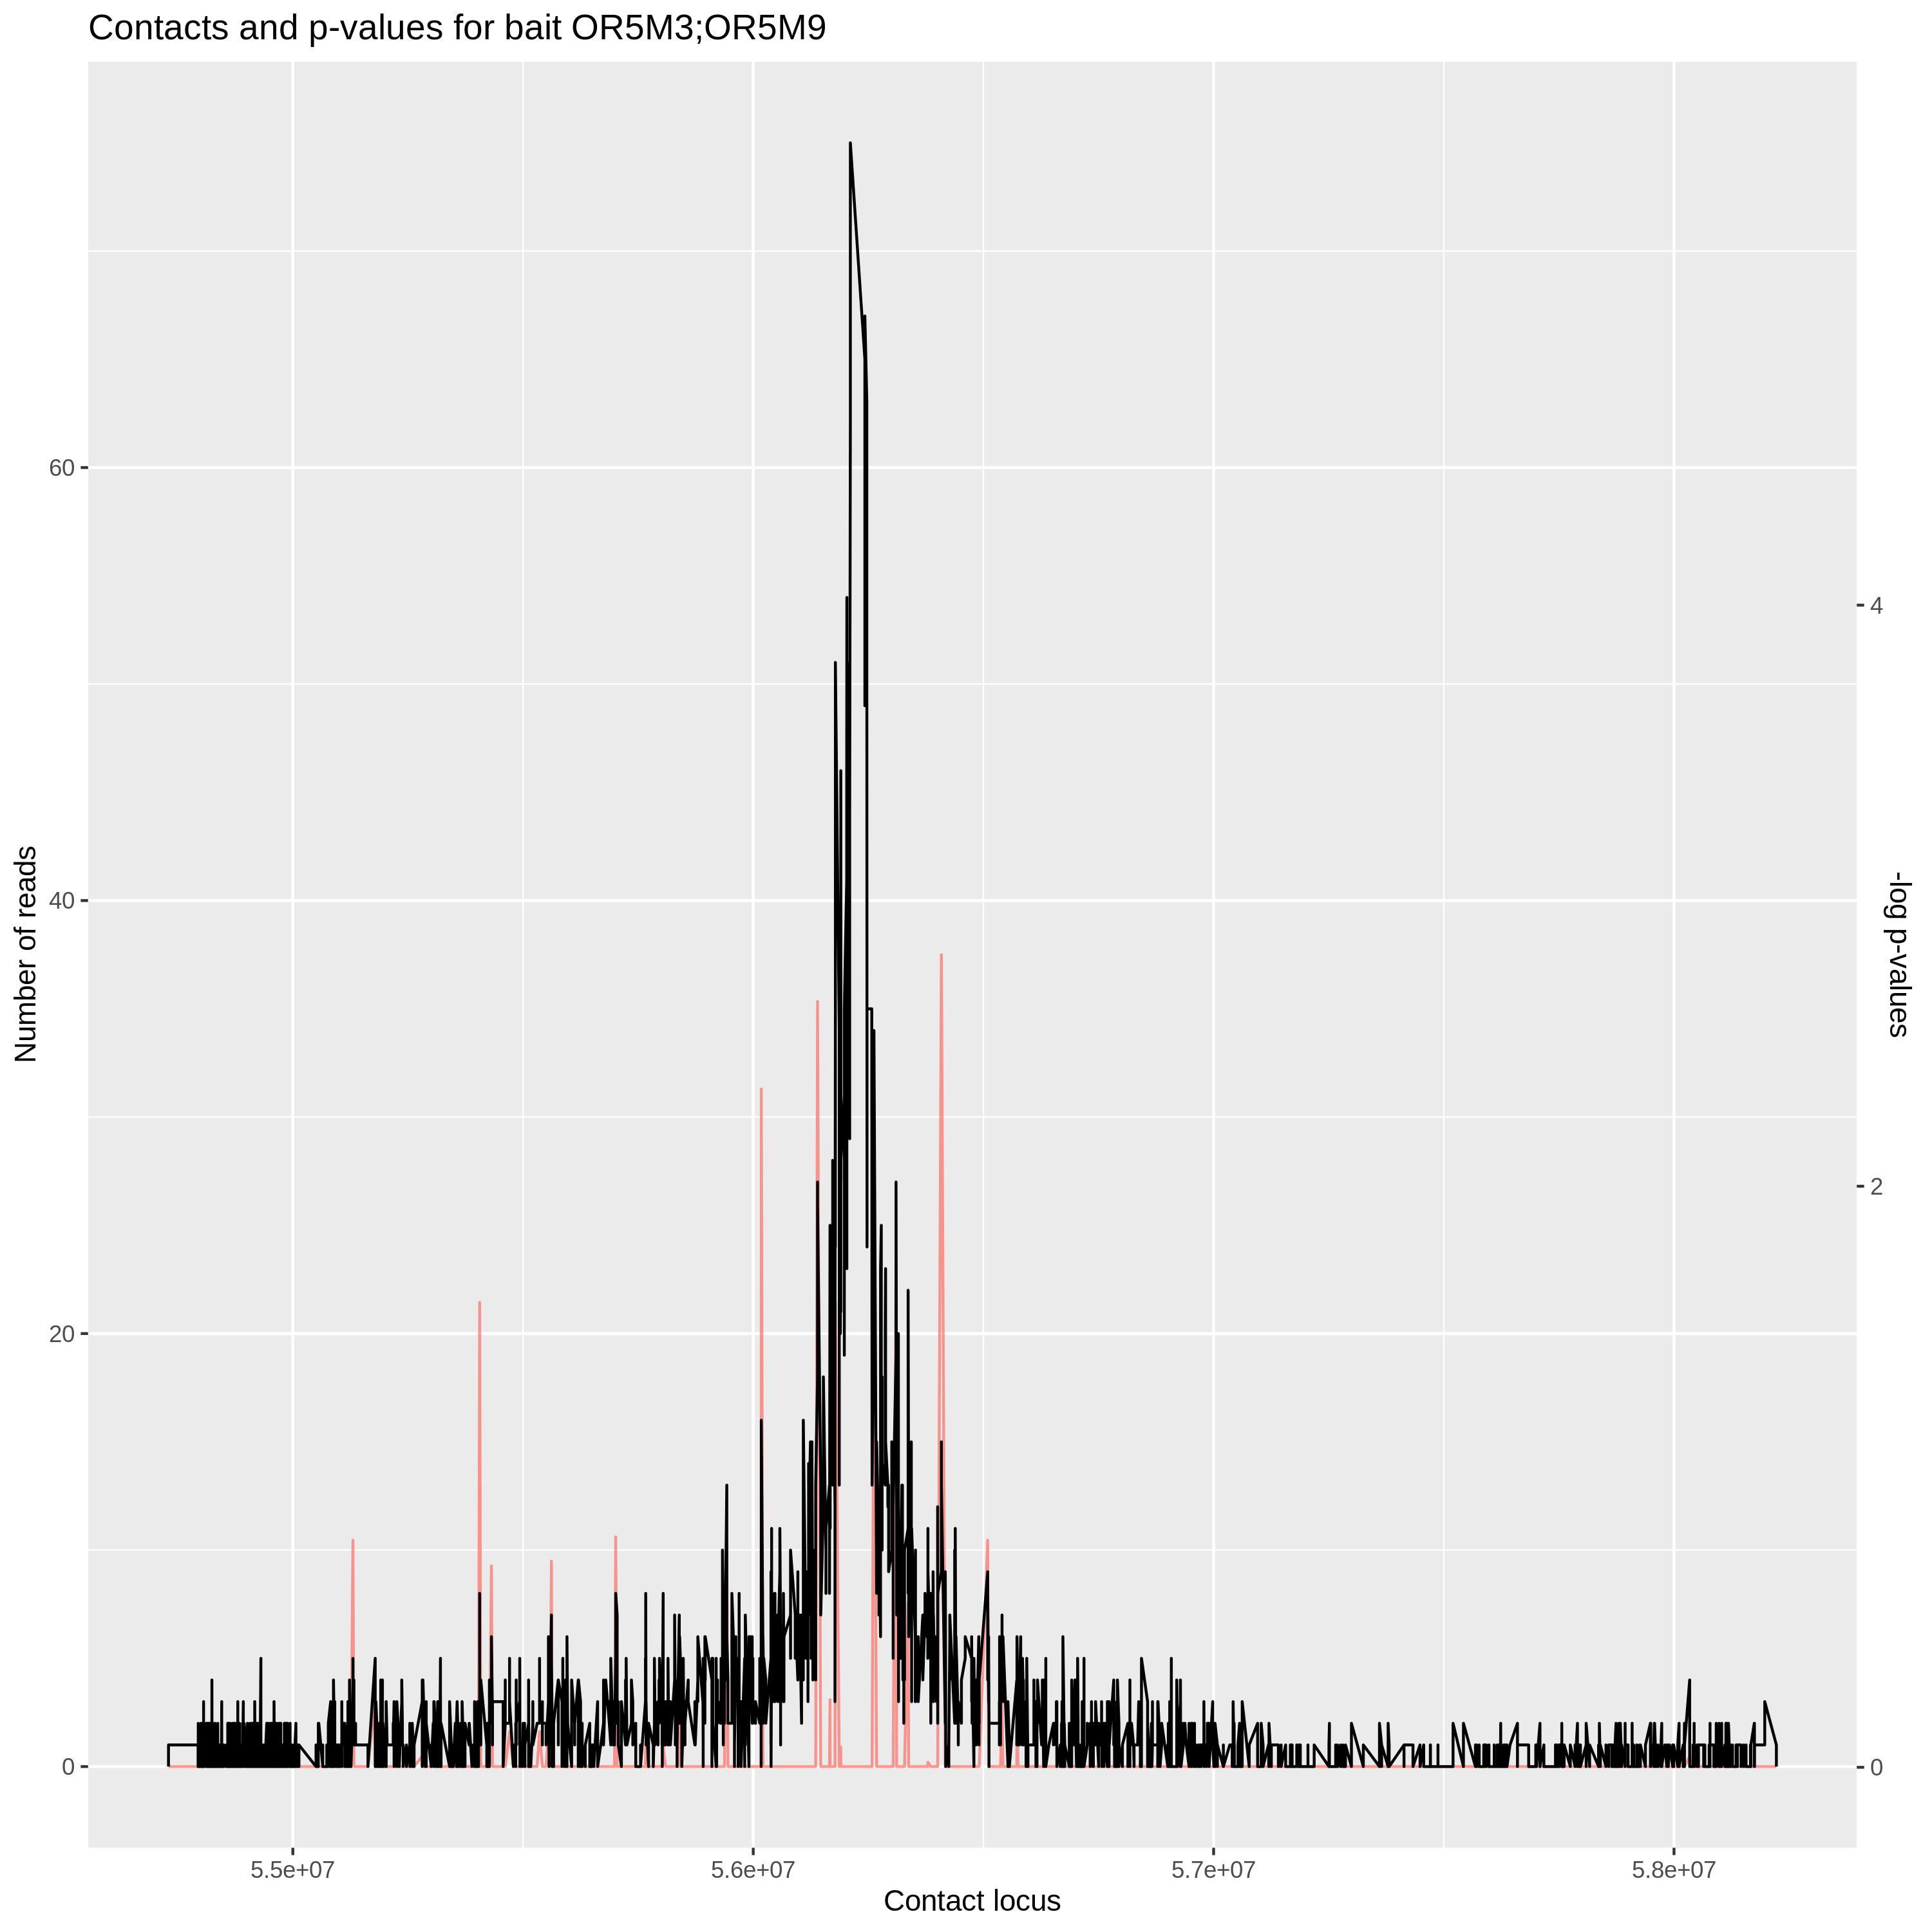 Contacts and p-values for bait OR5M3;OR5M9
60
40
20
0
Number of reads
4
2
0
-log p-values
5.5e+07
5.6e+07
5.7e+07
5.8e+07
Contact locus